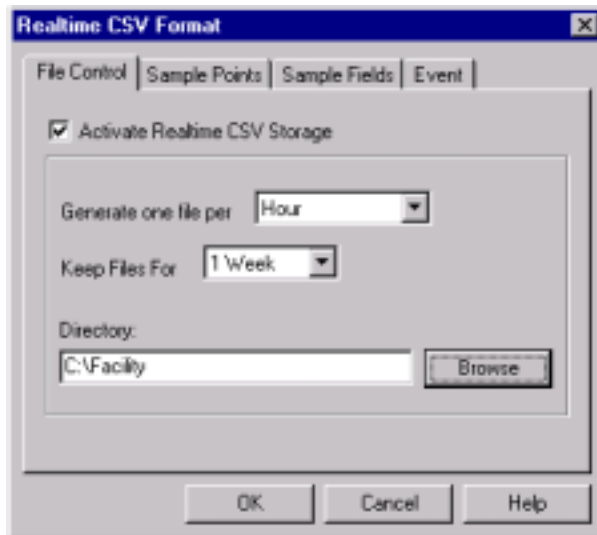 Realtime CSV Format
File Control Sample Points Sample Fields Event
Activate Realtime CSV Storage
Generate one file per Hour
Keep Files For 1 Week
Directory:
C:\Facility Browse
OK Cancel Help